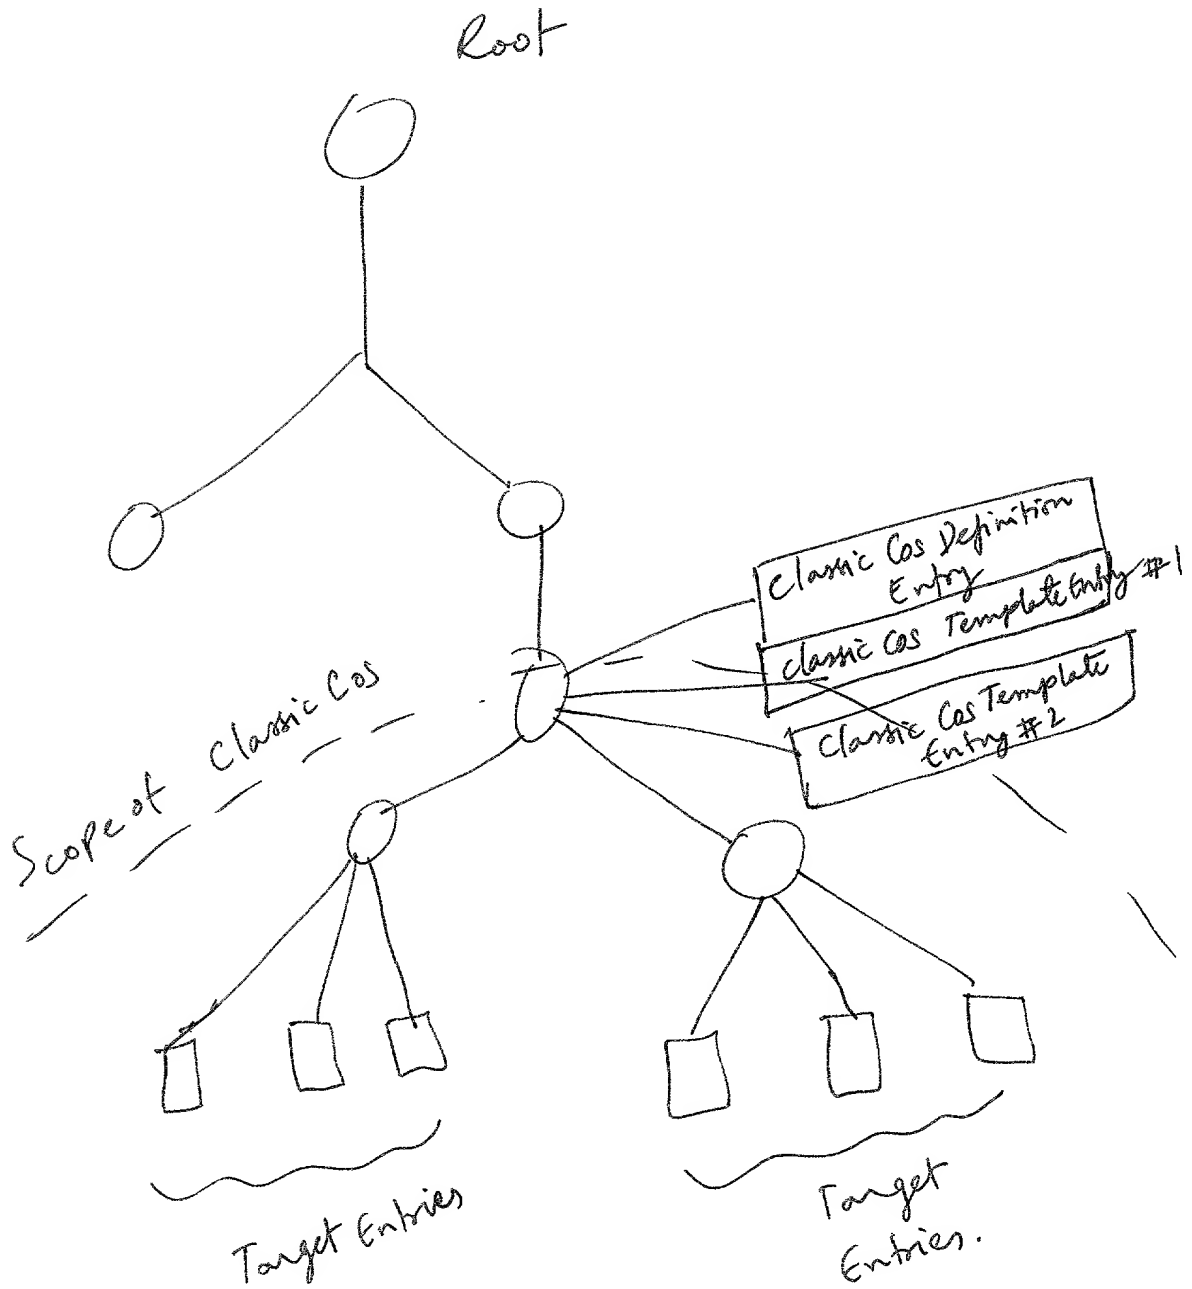 Root
Classic Cos Definition
Entry
Classic Cos Template Entry #1
Classic Cos Template
Entry #2
Scope of Classic Cos
Target Entries
Target
Entries.